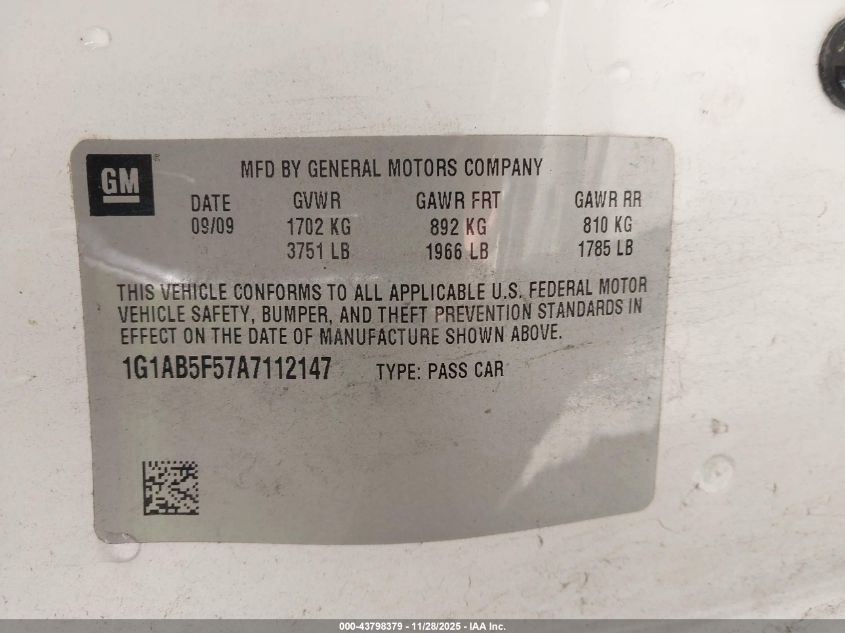 GM
MFD BY GENERAL MOTORS COMPANY
DATE GVWR GAWR FRT GAWR RR
09/09 1702 KG 892 KG 810 KG
3751 LB 1966 LB 1785 LB
THIS VEHICLE CONFORMS TO ALL APPLICABLE U.S. FEDERAL MOTOR
VEHICLE SAFETY, BUMPER, AND THEFT PREVENTION STANDARDS IN
EFFECT ON THE DATE OF MANUFACTURE SHOWN ABOVE.
1G1AB5F57A7112147 TYPE: PASS CAR
000-43798379 - 11/28/2025 - IAA Inc.